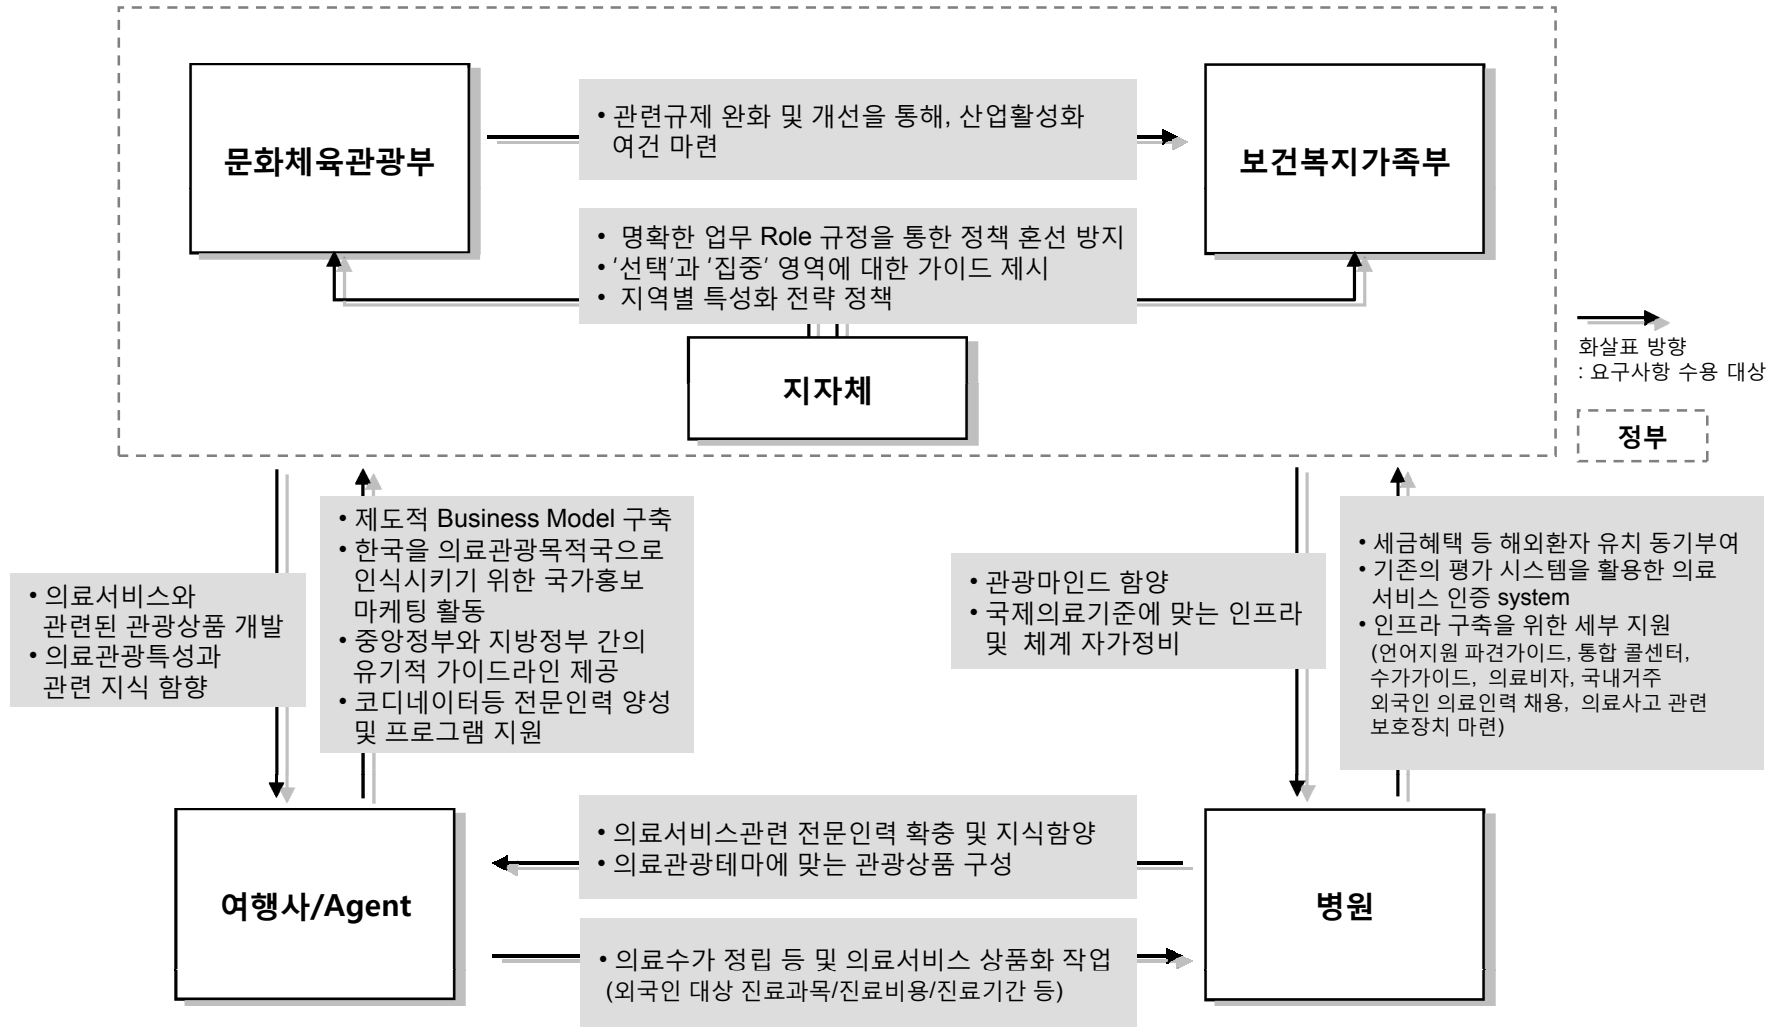 문화체육관광부
• 관련규제 완화 및 개선을 통해, 산업활성화
여건 마련
보건복지가족부
• 명확한 업무 Role 규정을 통한 정책 혼선 방지
• ‘선택’과 ‘집중‘ 영역에 대한 가이드 제시
• 지역별 특성화 전략 정책
지자체
화살표 방향
: 요구사항 수용 대상
정부
• 의료서비스와
관련된 관광상품 개발
• 의료관광특성과
관련 지식 함향
• 제도적 Business Model 구축
• 한국을 의료관광목적국으로
인식시키기 위한 국가홍보
마케팅 활동
• 중앙정부와 지방정부 간의
유기적 가이드라인 제공
• 코디네이터등 전문인력 양성
및 프로그램 지원
• 관광마인드 함양
• 국제의료기준에 맞는 인프라
및 체계 자가정비
• 세금혜택 등 해외환자 유치 동기부여
• 기존의 평가 시스템을 활용한 의료
서비스 인증 system
• 인프라 구축을 위한 세부 지원
(언어지원 파견가이드, 통합 콜센터,
수가가이드, 의료비자, 국내거주
외국인 의료인력 채용, 의료사고 관련
보호장치 마련)
여행사/Agent
• 의료서비스관련 전문인력 확충 및 지식함양
• 의료관광테마에 맞는 관광상품 구성
• 의료수가 정립 등 및 의료서비스 상품화 작업
(외국인 대상 진료과목/진료비용/진료기간 등)
병원